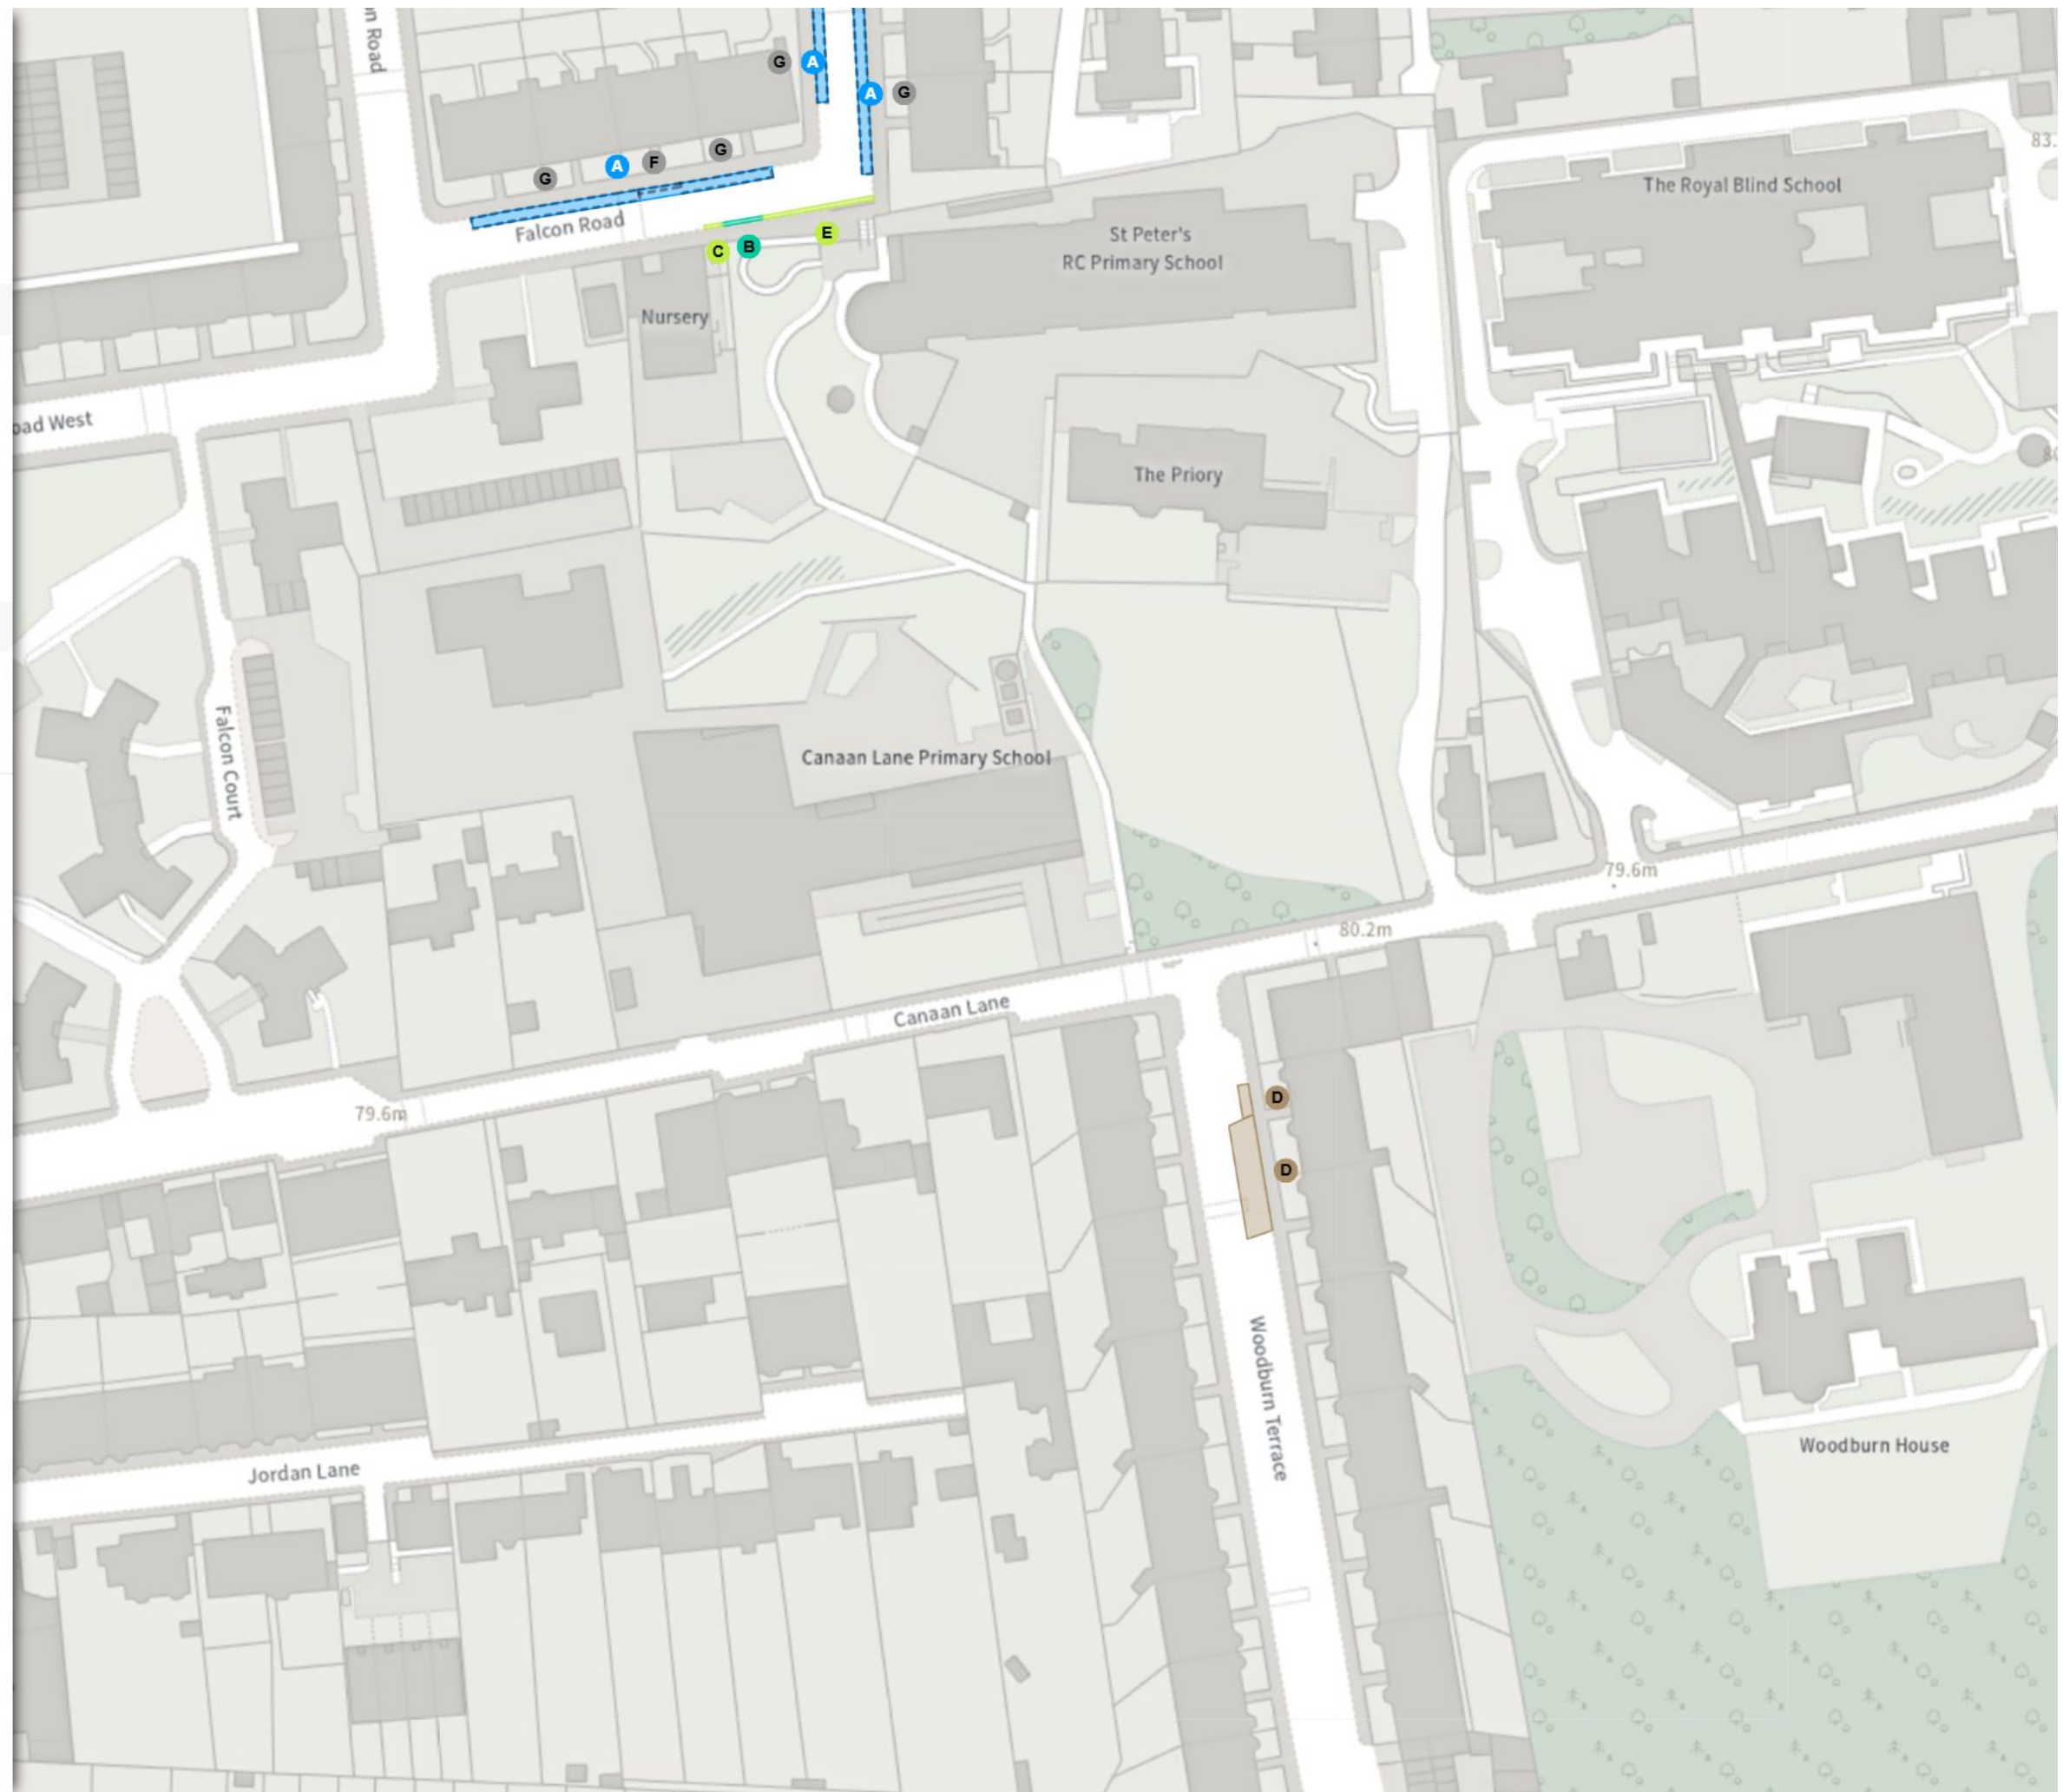 on Road
G
A
A
G
G
A
F
G
Falcon Road
C
B
E
Nursery
St Peter's
RC Primary School
The Royal Blind School
83.
oad West
The Priory
80
Falcon Court
Canaan Lane Primary School
79.6m
80.2m
Canaan Lane
79.6m
D
D
Woodburn Terrace
Woodburn House
Jordan Lane